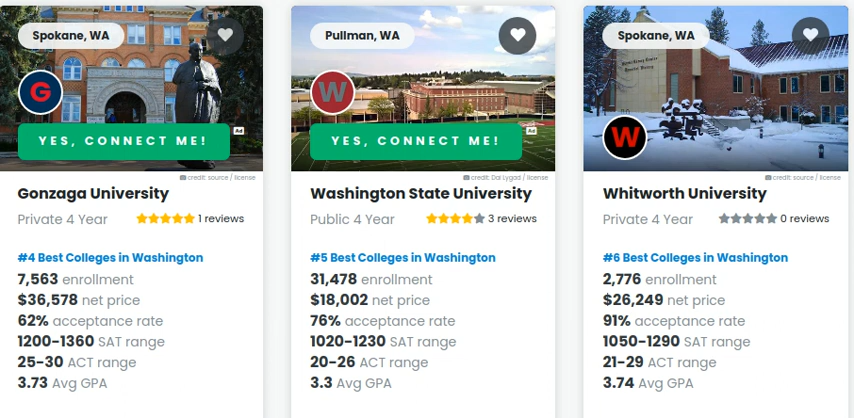 Spokane, WA
G
YES, CONNECT ME!
Ad
credit: source / license
Gonzaga University
Private 4 Year
1 reviews
#4 Best Colleges in Washington
7,563 enrollment
$36,578 net price
62% acceptance rate
1200-1360 SAT range
25-30 ACT range
3.73 Avg GPA
Pullman, WA
W
YES, CONNECT ME!
Ad
credit: Dai Lygad / license
Washington State University
Public 4 Year
3 reviews
#5 Best Colleges in Washington
31,478 enrollment
$18,002 net price
76% acceptance rate
1020-1230 SAT range
20-26 ACT range
3.3 Avg GPA
Spokane, WA
W
credit: source / license
Whitworth University
Private 4 Year
0 reviews
#6 Best Colleges in Washington
2,776 enrollment
$26,249 net price
91% acceptance rate
1050-1290 SAT range
21-29 ACT range
3.74 Avg GPA